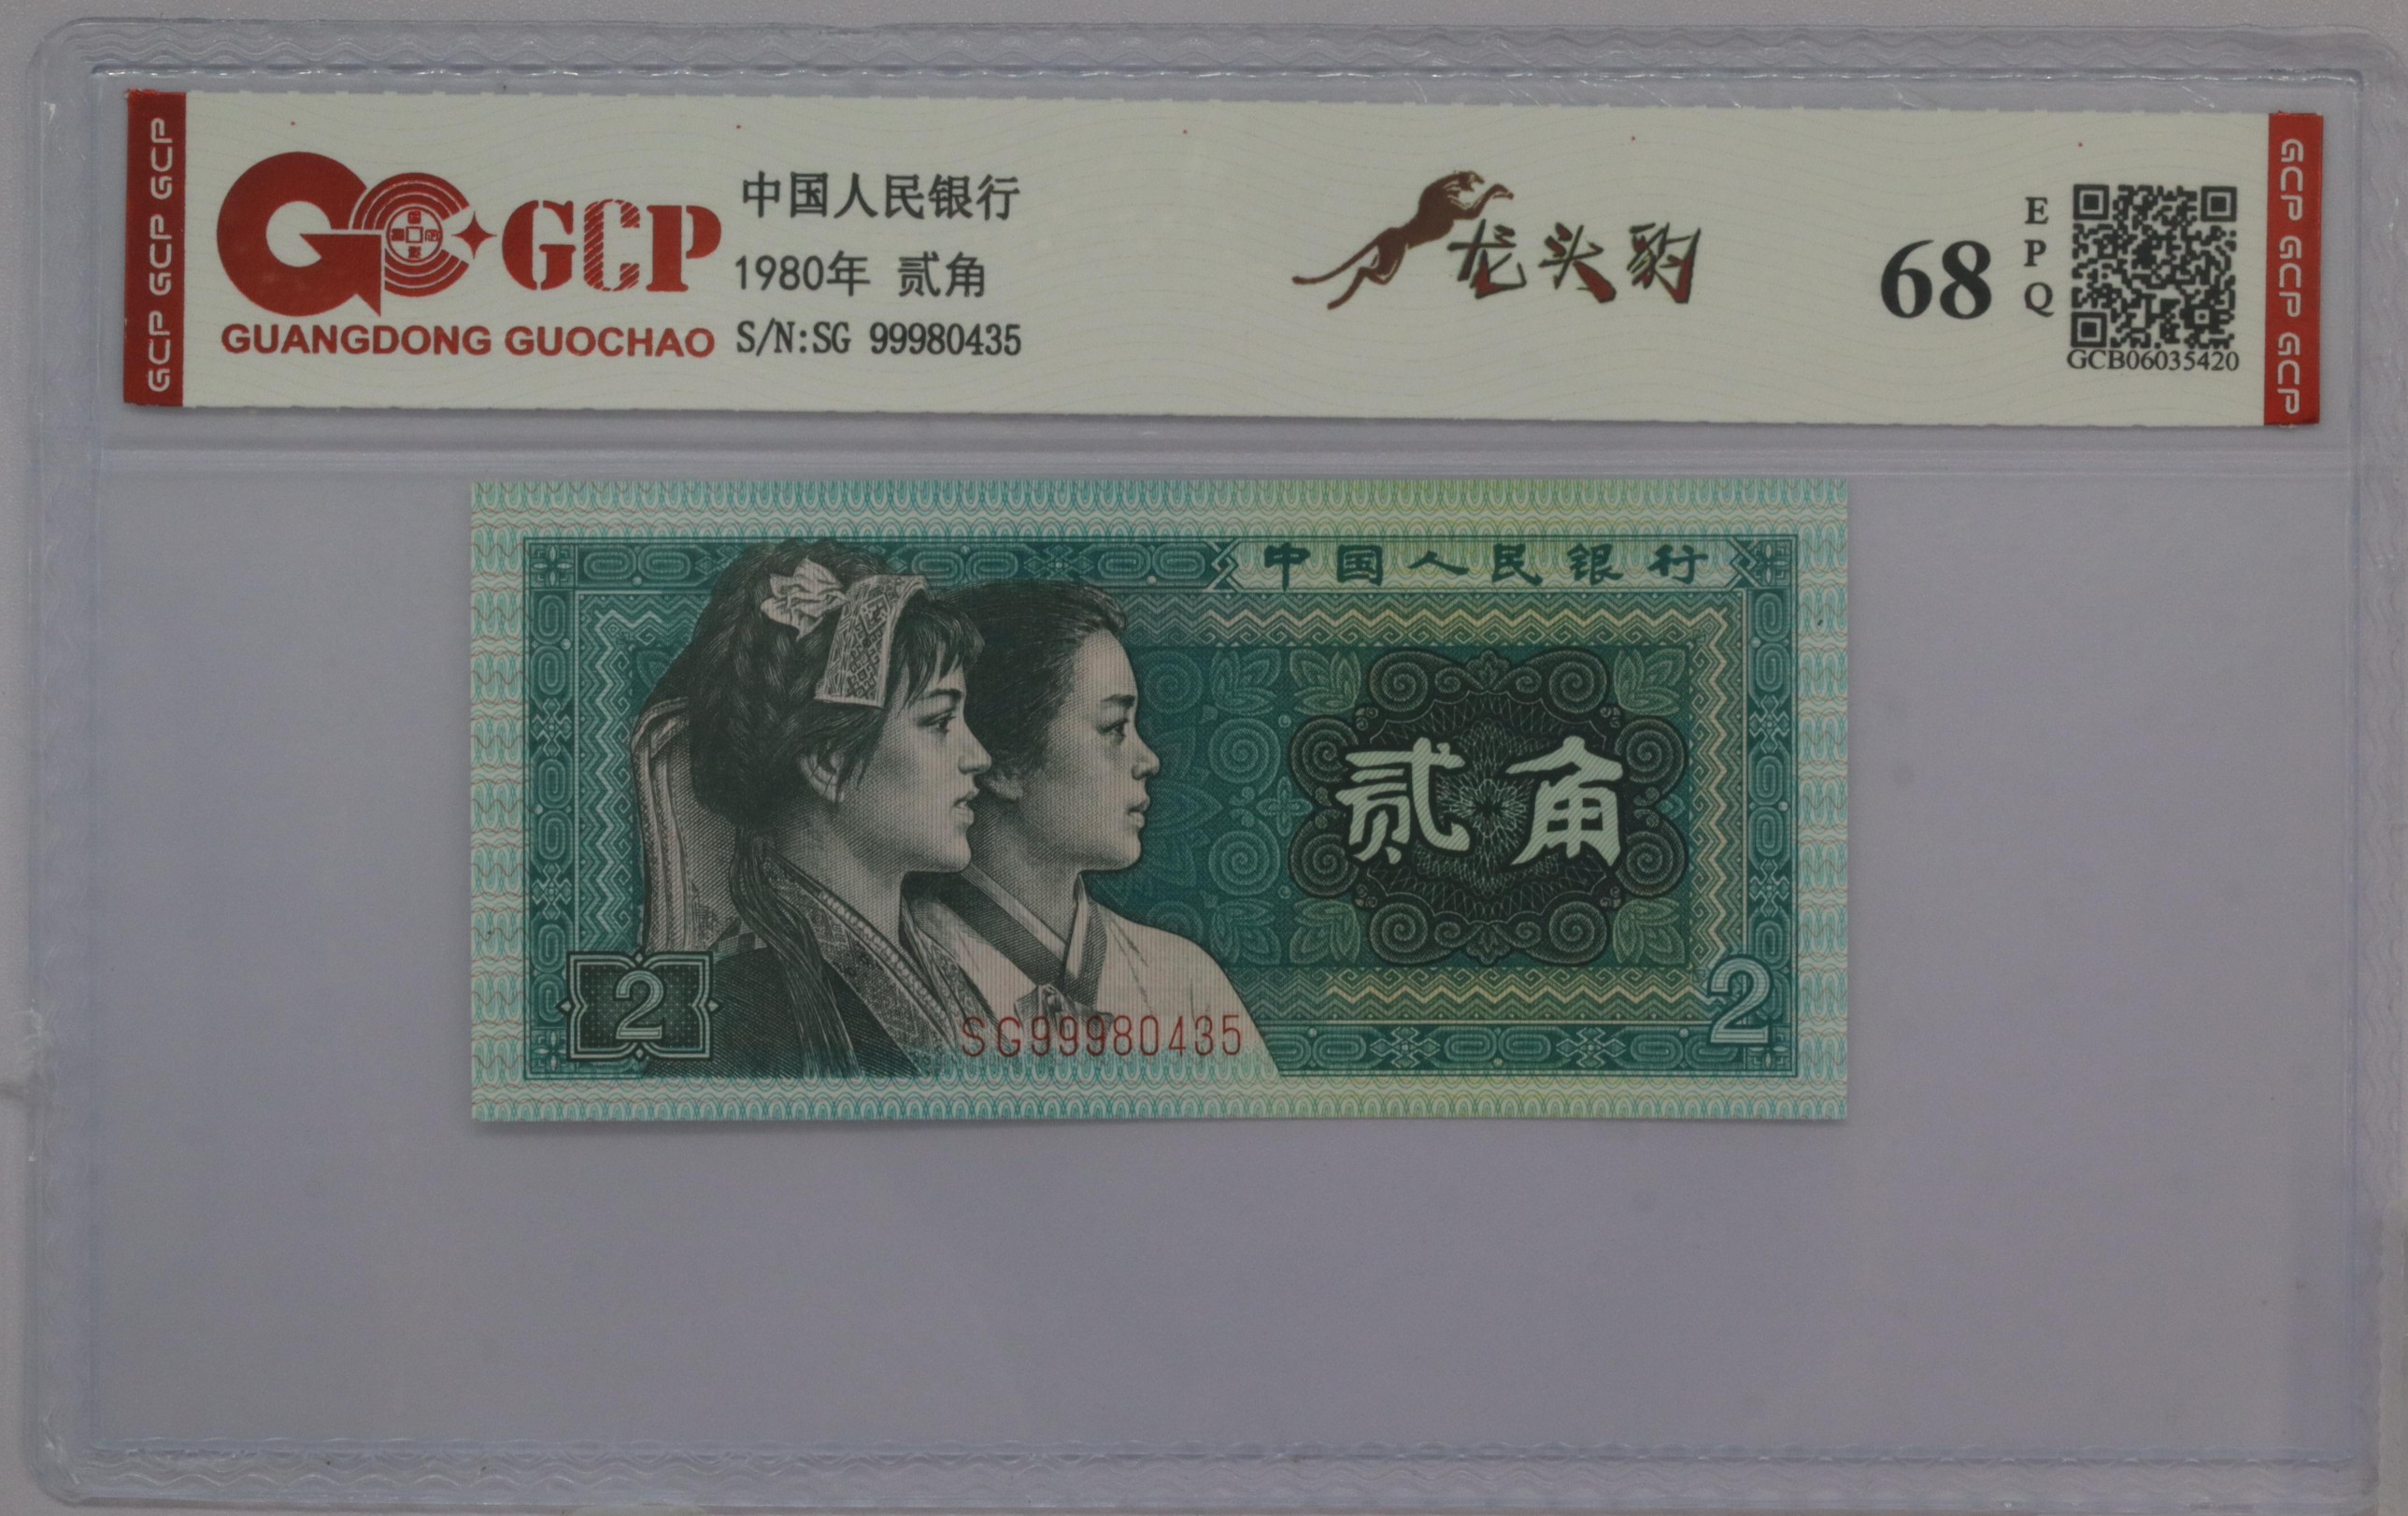 GCP GCP GCP
GCP
GUANGDONG GUOCHAO
中国人民银行
1980年 贰角
S/N:SG 99980435
龙头豹
68
EPQ
GCB06035420
GCP GCP GCP
中国人民银行
贰角
2
SG99980435
2